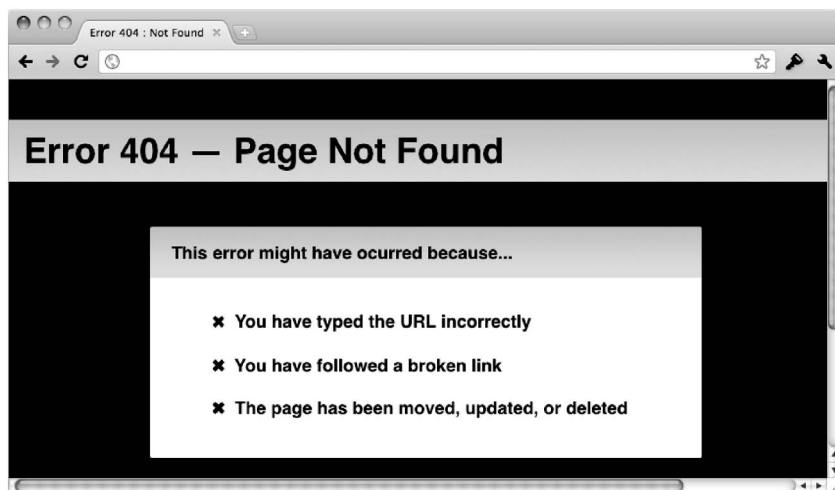 Error 404 : Not Found
Error 404 — Page Not Found
This error might have ocurred because...
✖ You have typed the URL incorrectly
✖ You have followed a broken link
✖ The page has been moved, updated, or deleted